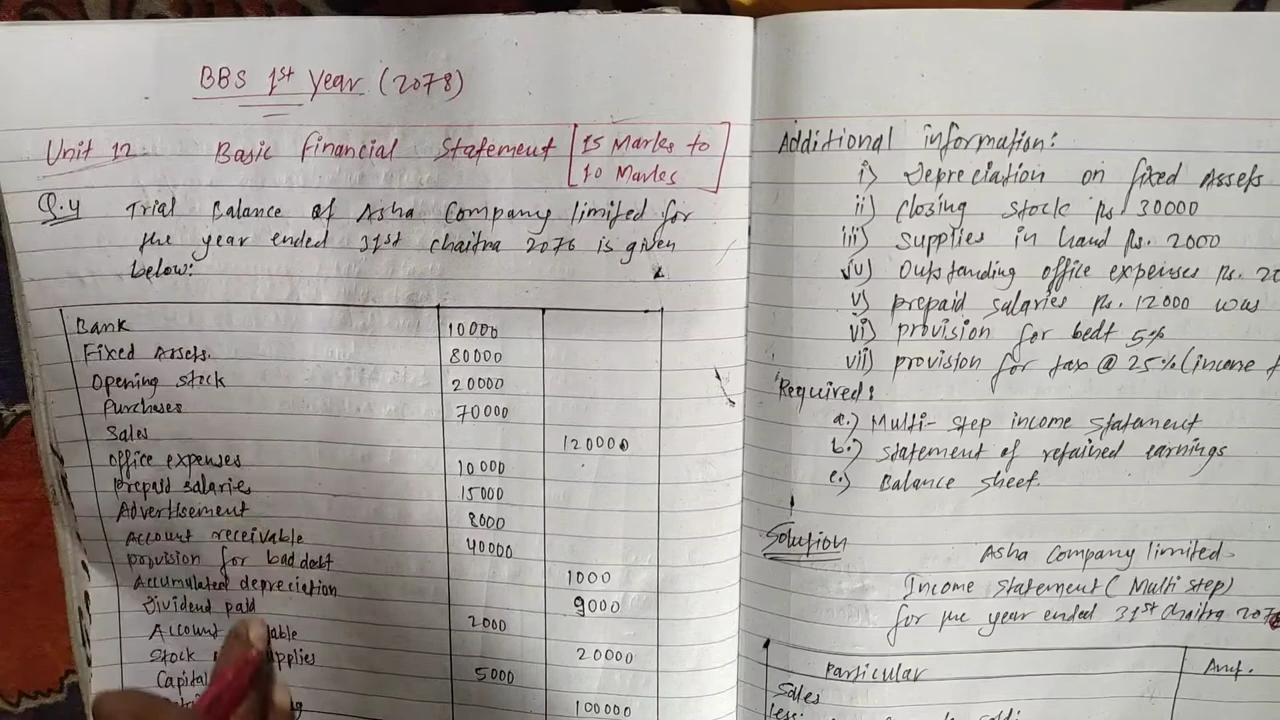 BBS 1st Year (2078)
Unit 12 Basic Financial Statement [15 Marks to 10 Marks]
Q.4 Trial Balance of Asha Company limited for
the year ended 31st chaitra 2076 is given
below:
Bank 10000
Fixed Assets. 80000
Opening stock 20000
Purchases 70000
Sales 120000
Office expenses 10000
Prepaid salaries 15000
Advertisement 8000
Account receivable 40000
provision for bad debt 1000
Accumulated depreciation 9000
Dividend paid 2000
Account 20000
Stock 5000
Capital 100000
Additional information:
i) Depreciation on fixed Assets
ii) Closing stock Rs. 30000
iii) supplies in hand Rs. 2000
iv) Outstanding office expenses Rs.
v) prepaid salaries Rs. 12000 was
vi) provision for bedt 5%
vii) provision for tax @ 25% (income
Required:
a.) Multi-step income statement
b.) Statement of retained earnings
c.) Balance sheet.
Solution
Asha Company limited.
Income Statement (Multi step)
for the year ended 31st chaitra
Particular Amt.
Sales
less: